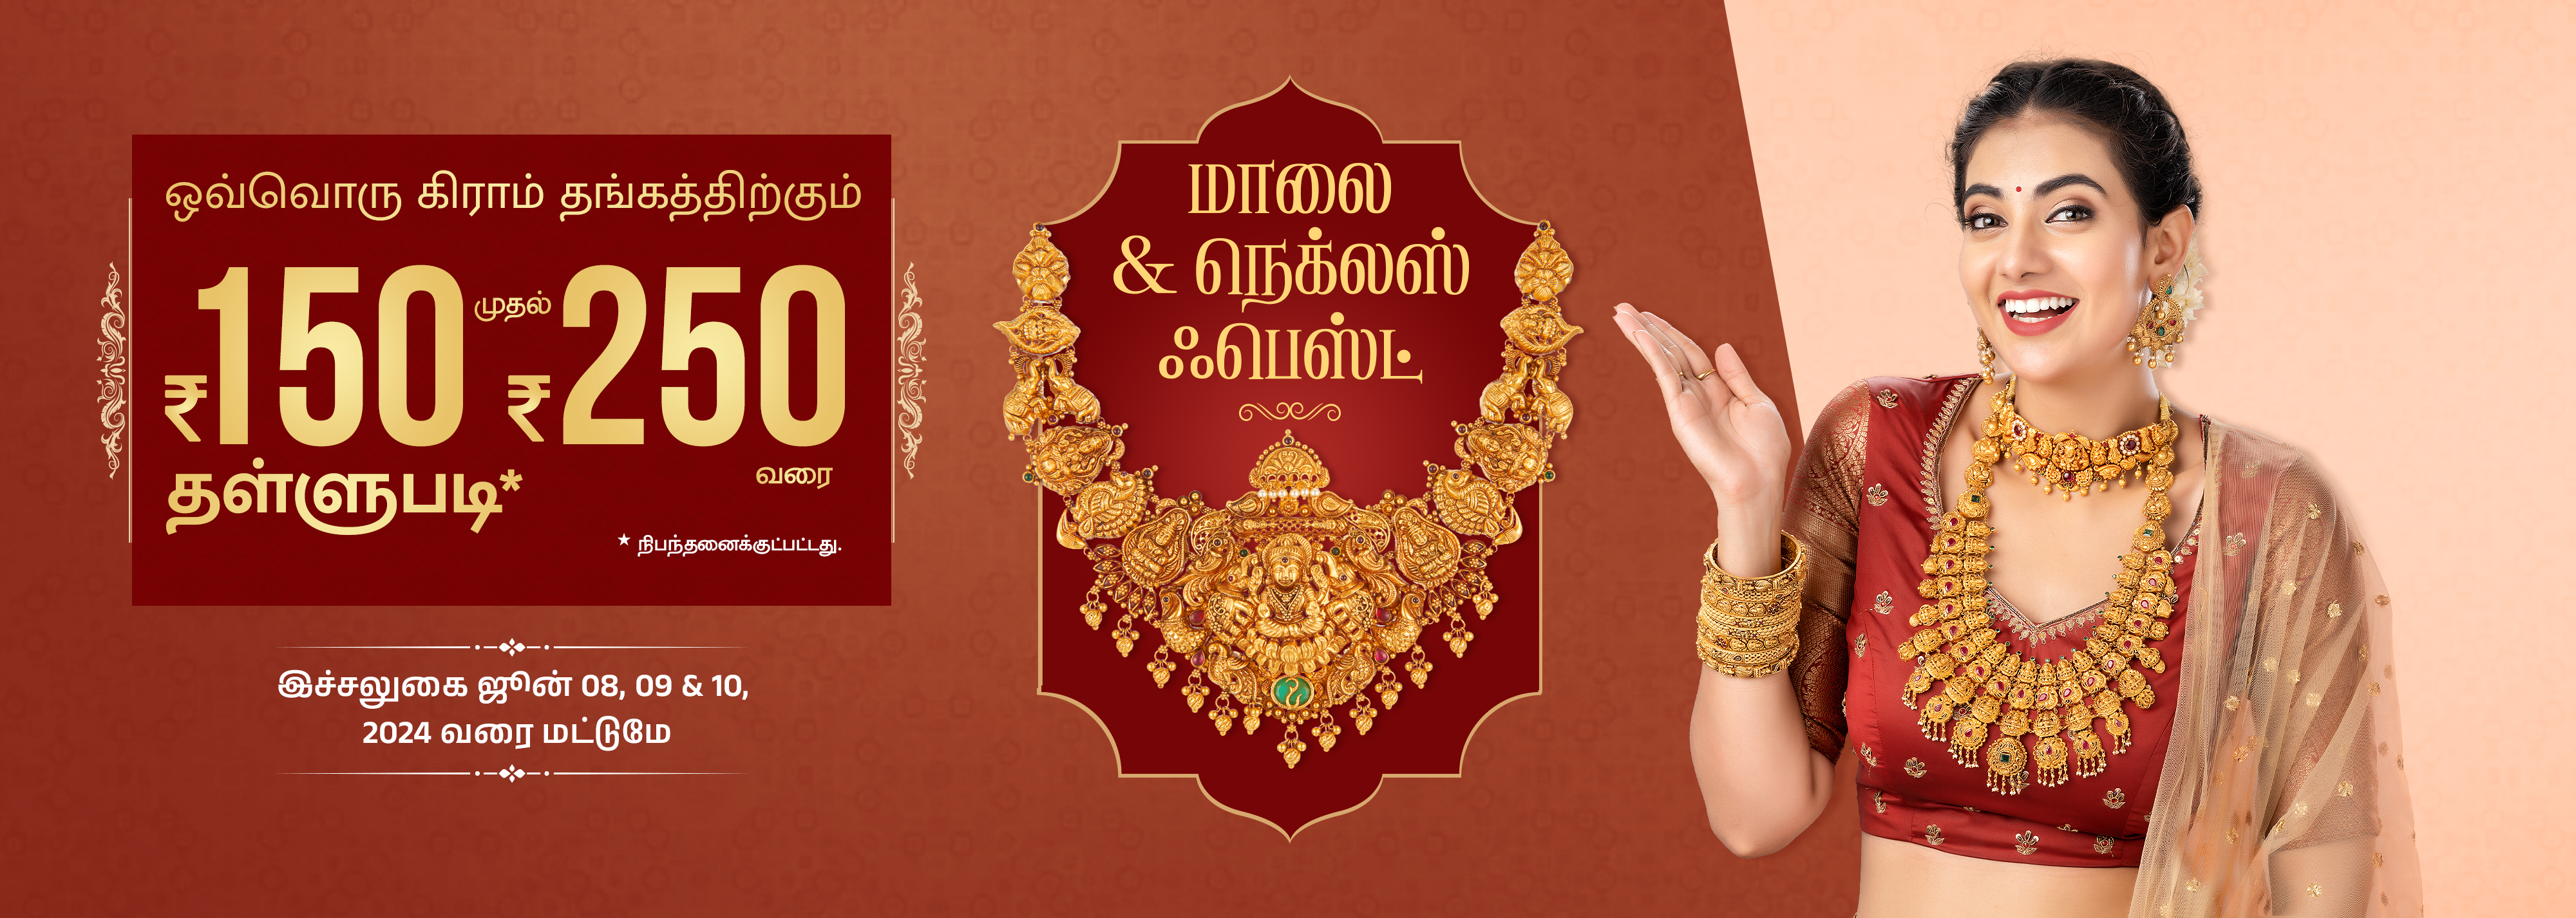 ஒவ்வொரு கிராம் தங்கத்திற்கும்
₹150 முதல் ₹250
வரை
தள்ளுபடி*
* நிபந்தனைக்குட்பட்டது.
இச்சலுகை ஜூன் 08, 09 & 10,
2024 வரை மட்டுமே
மாலை
& நெக்லஸ்
ஃபெஸ்ட்